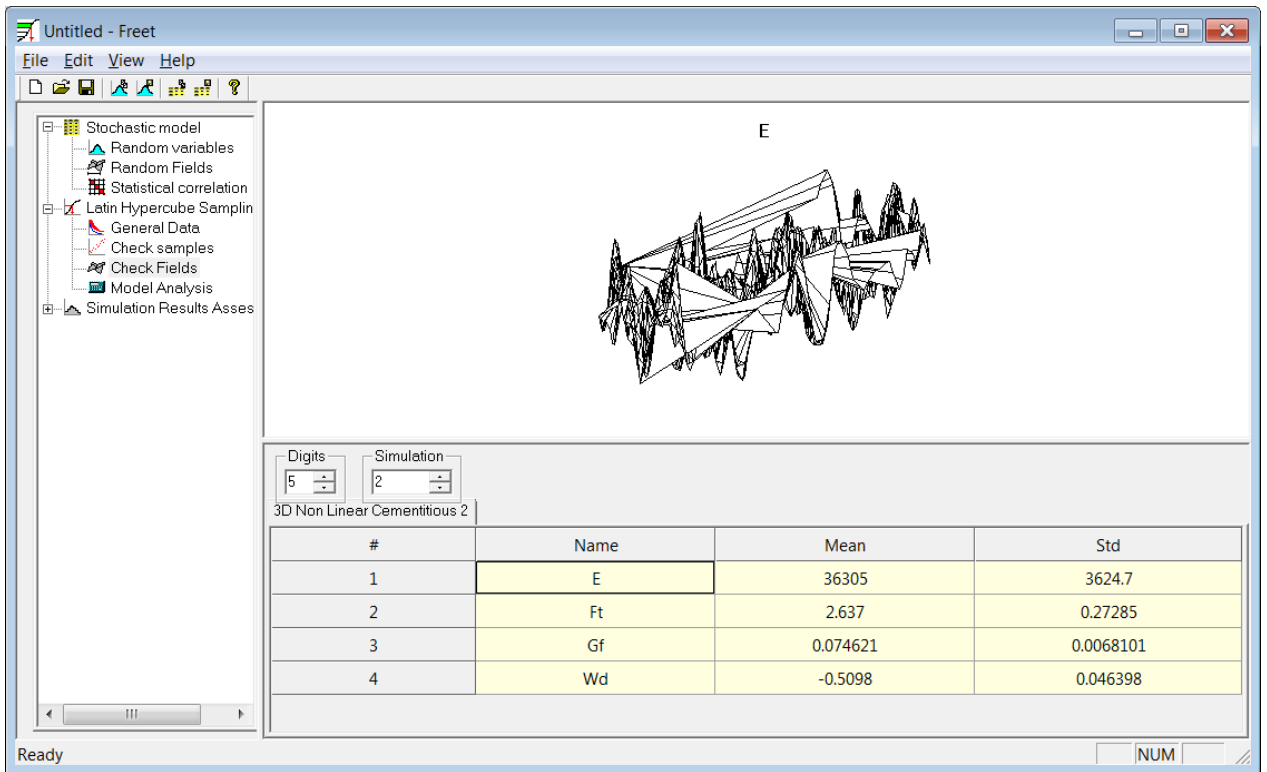 Untitled - Freet
File Edit View Help
Stochastic model
Random variables
Random Fields
Statistical correlation
Latin Hypercube Samplin
General Data
Check samples
Check Fields
Model Analysis
Simulation Results Asses
E
Digits Simulation
5 2
3D Non Linear Cementitious 2
# Name Mean Std
1 E 36305 3624.7
2 Ft 2.637 0.27285
3 Gf 0.074621 0.0068101
4 Wd -0.5098 0.046398
Ready NUM